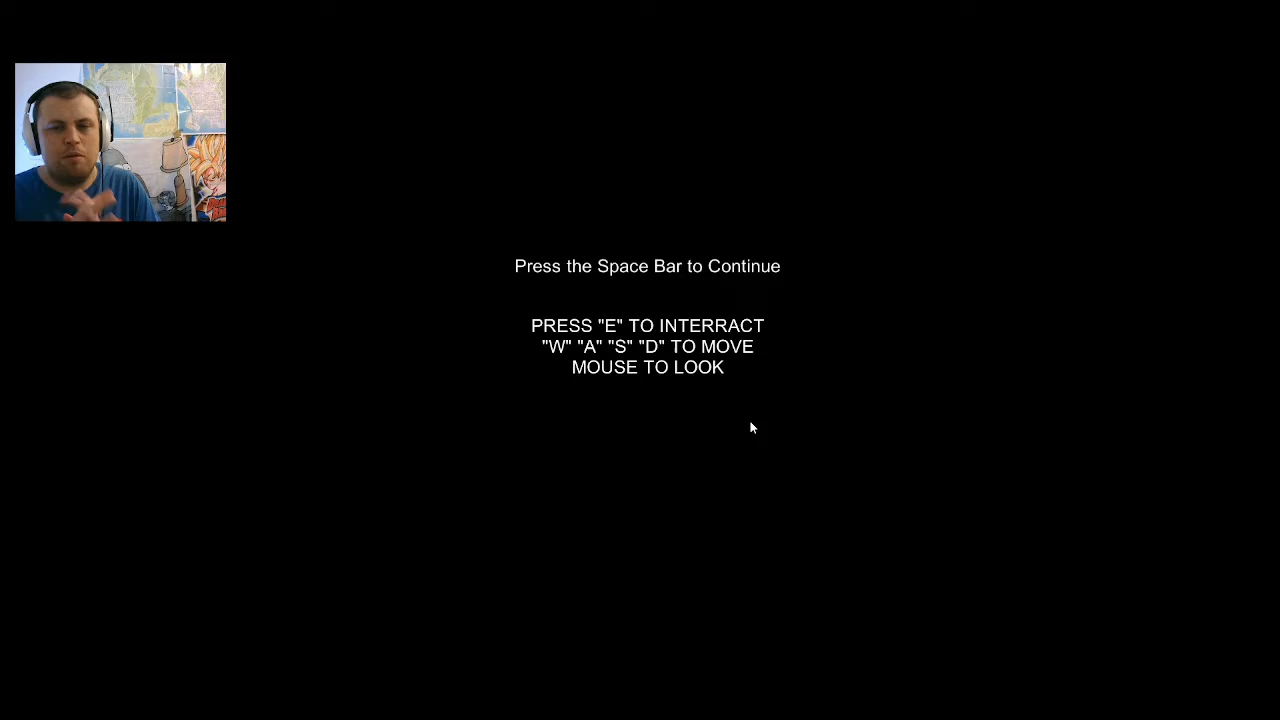 Press the Space Bar to Continue
PRESS "E" TO INTERRACT
"W" "A" "S" "D" TO MOVE
MOUSE TO LOOK